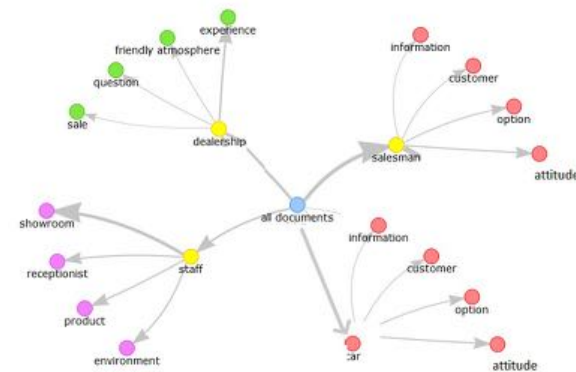 experience
friendly atmosphere
question
sale
dealership
information
customer
option
attitude
salesman
all documents
showroom
receptionist
product
environment
staff
information
customer
option
attitude
car